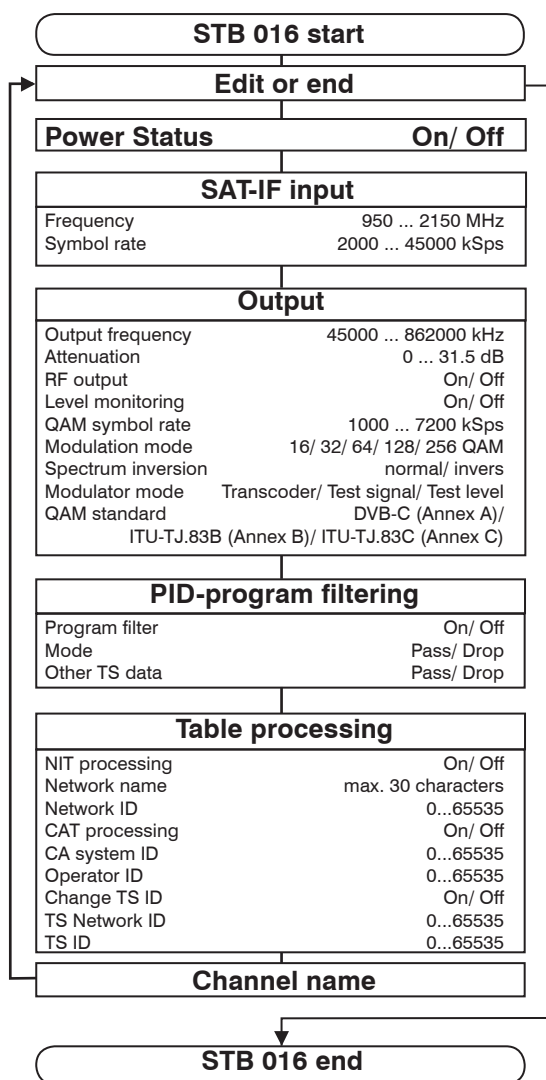 STB 016 start
Edit or end
Power Status On/ Off
SAT-IF input
Frequency 950 ... 2150 MHz
Symbol rate 2000 ... 45000 kSps
Output
Output frequency 45000 ... 862000 kHz
Attenuation 0 ... 31.5 dB
RF output On/ Off
Level monitoring On/ Off
QAM symbol rate 1000 ... 7200 kSps
Modulation mode 16/ 32/ 64/ 128/ 256 QAM
Spectrum inversion normal/ invers
Modulator mode Transcoder/ Test signal/ Test level
QAM standard DVB-C (Annex A)/
ITU-TJ.83B (Annex B)/ ITU-TJ.83C (Annex C)
PID-program filtering
Program filter On/ Off
Mode Pass/ Drop
Other TS data Pass/ Drop
Table processing
NIT processing On/ Off
Network name max. 30 characters
Network ID 0...65535
CAT processing On/ Off
CA system ID 0...65535
Operator ID 0...65535
Change TS ID On/ Off
TS Network ID 0...65535
TS ID 0...65535
Channel name
STB 016 end